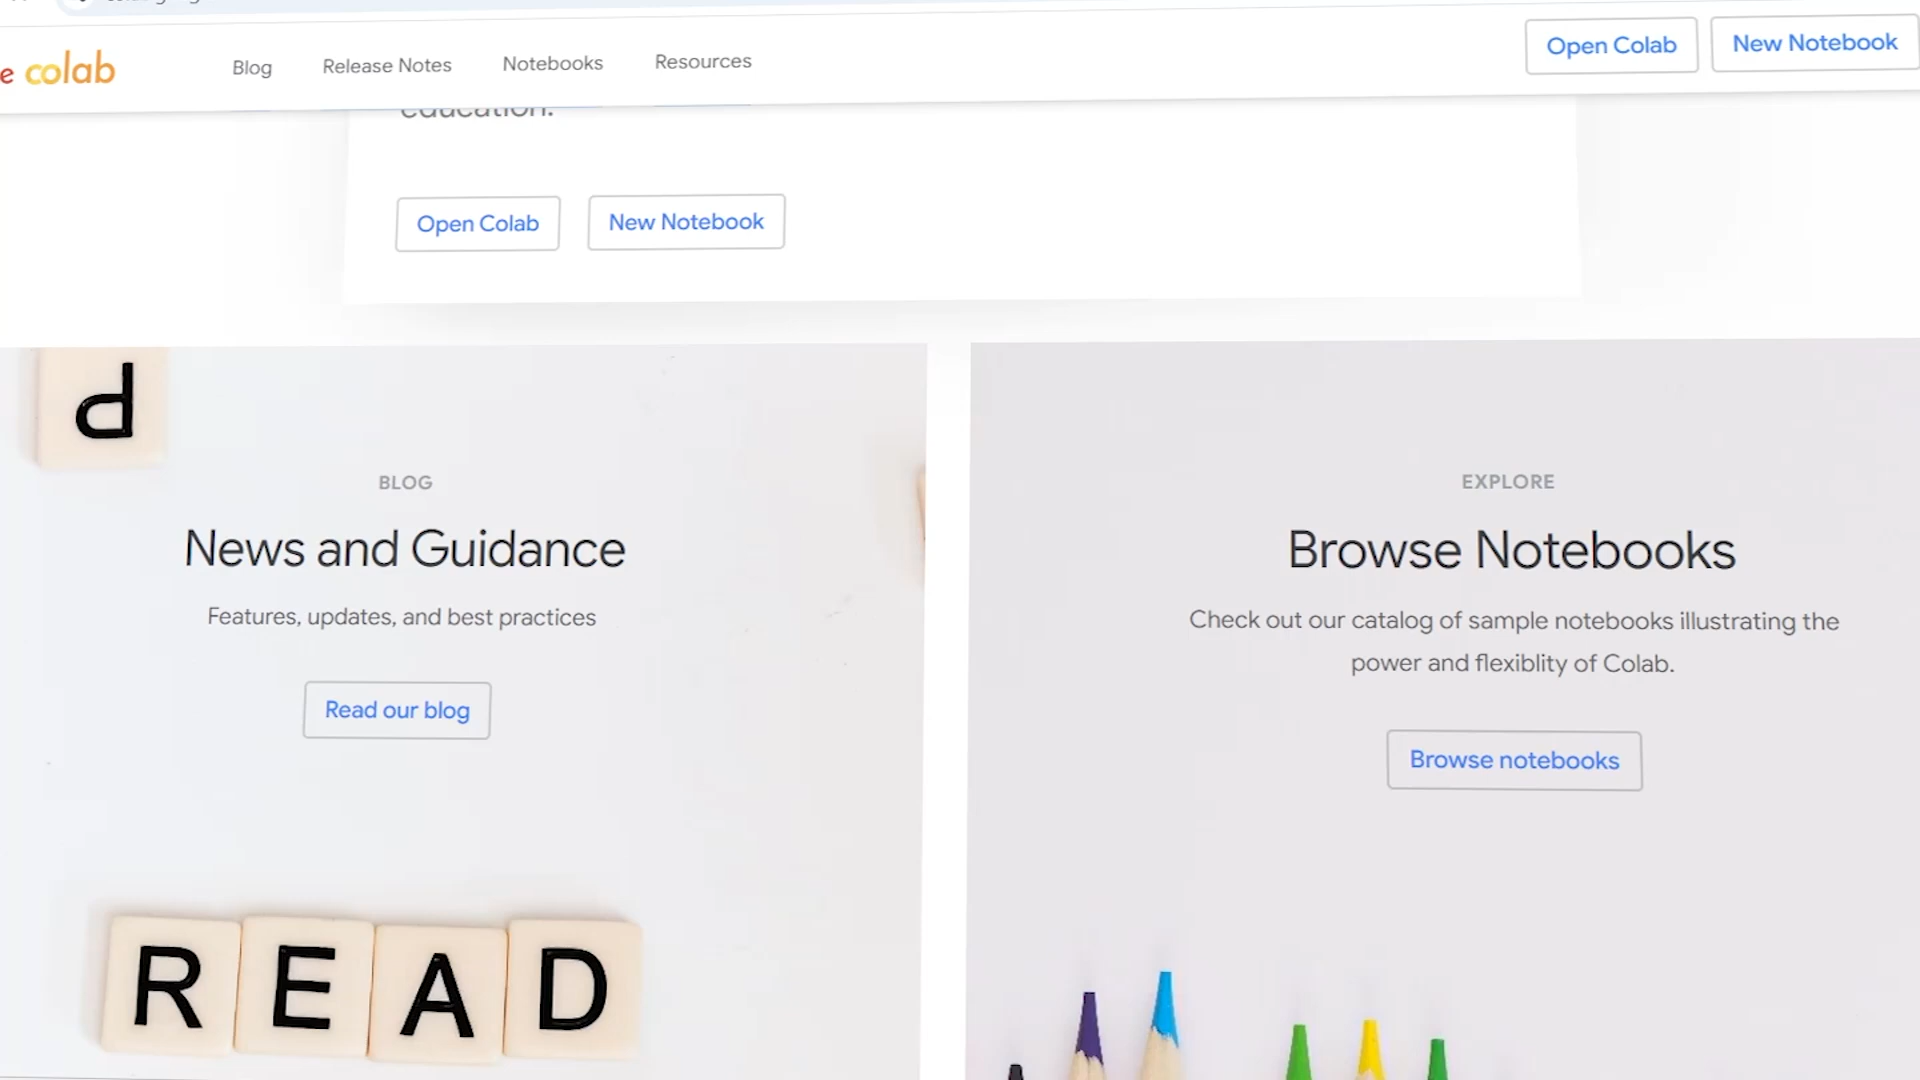 e colab
Blog
Release Notes
Notebooks
Resources
Open Colab
New Notebook
education.
Open Colab
New Notebook
P
BLOG
News and Guidance
Features, updates, and best practices
Read our blog
READ
EXPLORE
Browse Notebooks
Check out our catalog of sample notebooks illustrating the
power and flexiblity of Colab.
Browse notebooks